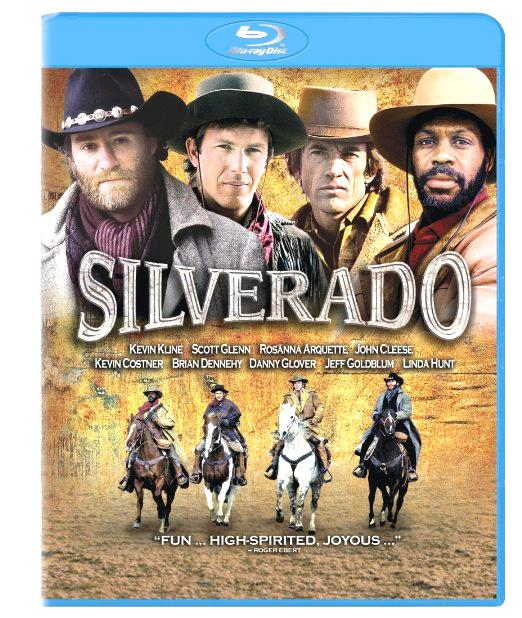 Blu-ray Disc
SILVERADO
KEVIN KLINE SCOTT GLENN ROSANNA ARQUETTE JOHN CLEESE
KEVIN COSTNER BRIAN DENNEHY DANNY GLOVER JEFF GOLDBLUM LINDA HUNT
“FUN ... HIGH-SPIRITED, JOYOUS ...”
– ROGER EBERT